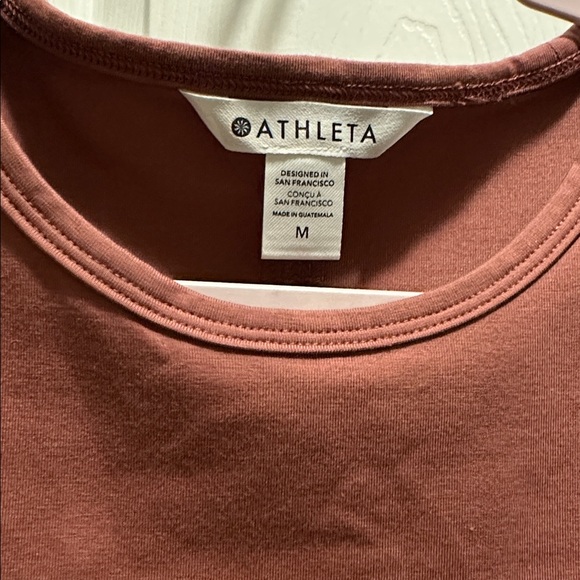 ATHLETA
DESIGNED IN
SAN FRANCISCO
CONÇU À
SAN FRANCISCO
MADE IN GUATEMALA
M